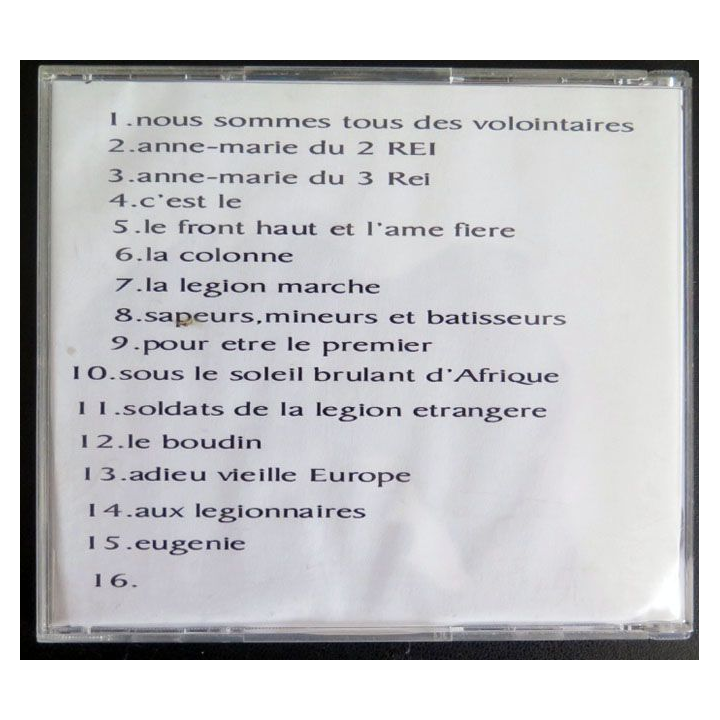 1.nous sommes tous des volointaires
2.anne-marie du 2 REI
3.anne-marie du 3 Rei
4.c'est le
5.le front haut et l'ame fiere
6.la colonne
7.la legion marche
8.sapeurs,mineurs et batisseurs
9.pour etre le premier
10.sous le soleil brulant d'Afrique
11.soldats de la legion etrangere
12.le boudin
13.adieu vieille Europe
14.aux legionnaires
15.eugenie
16.